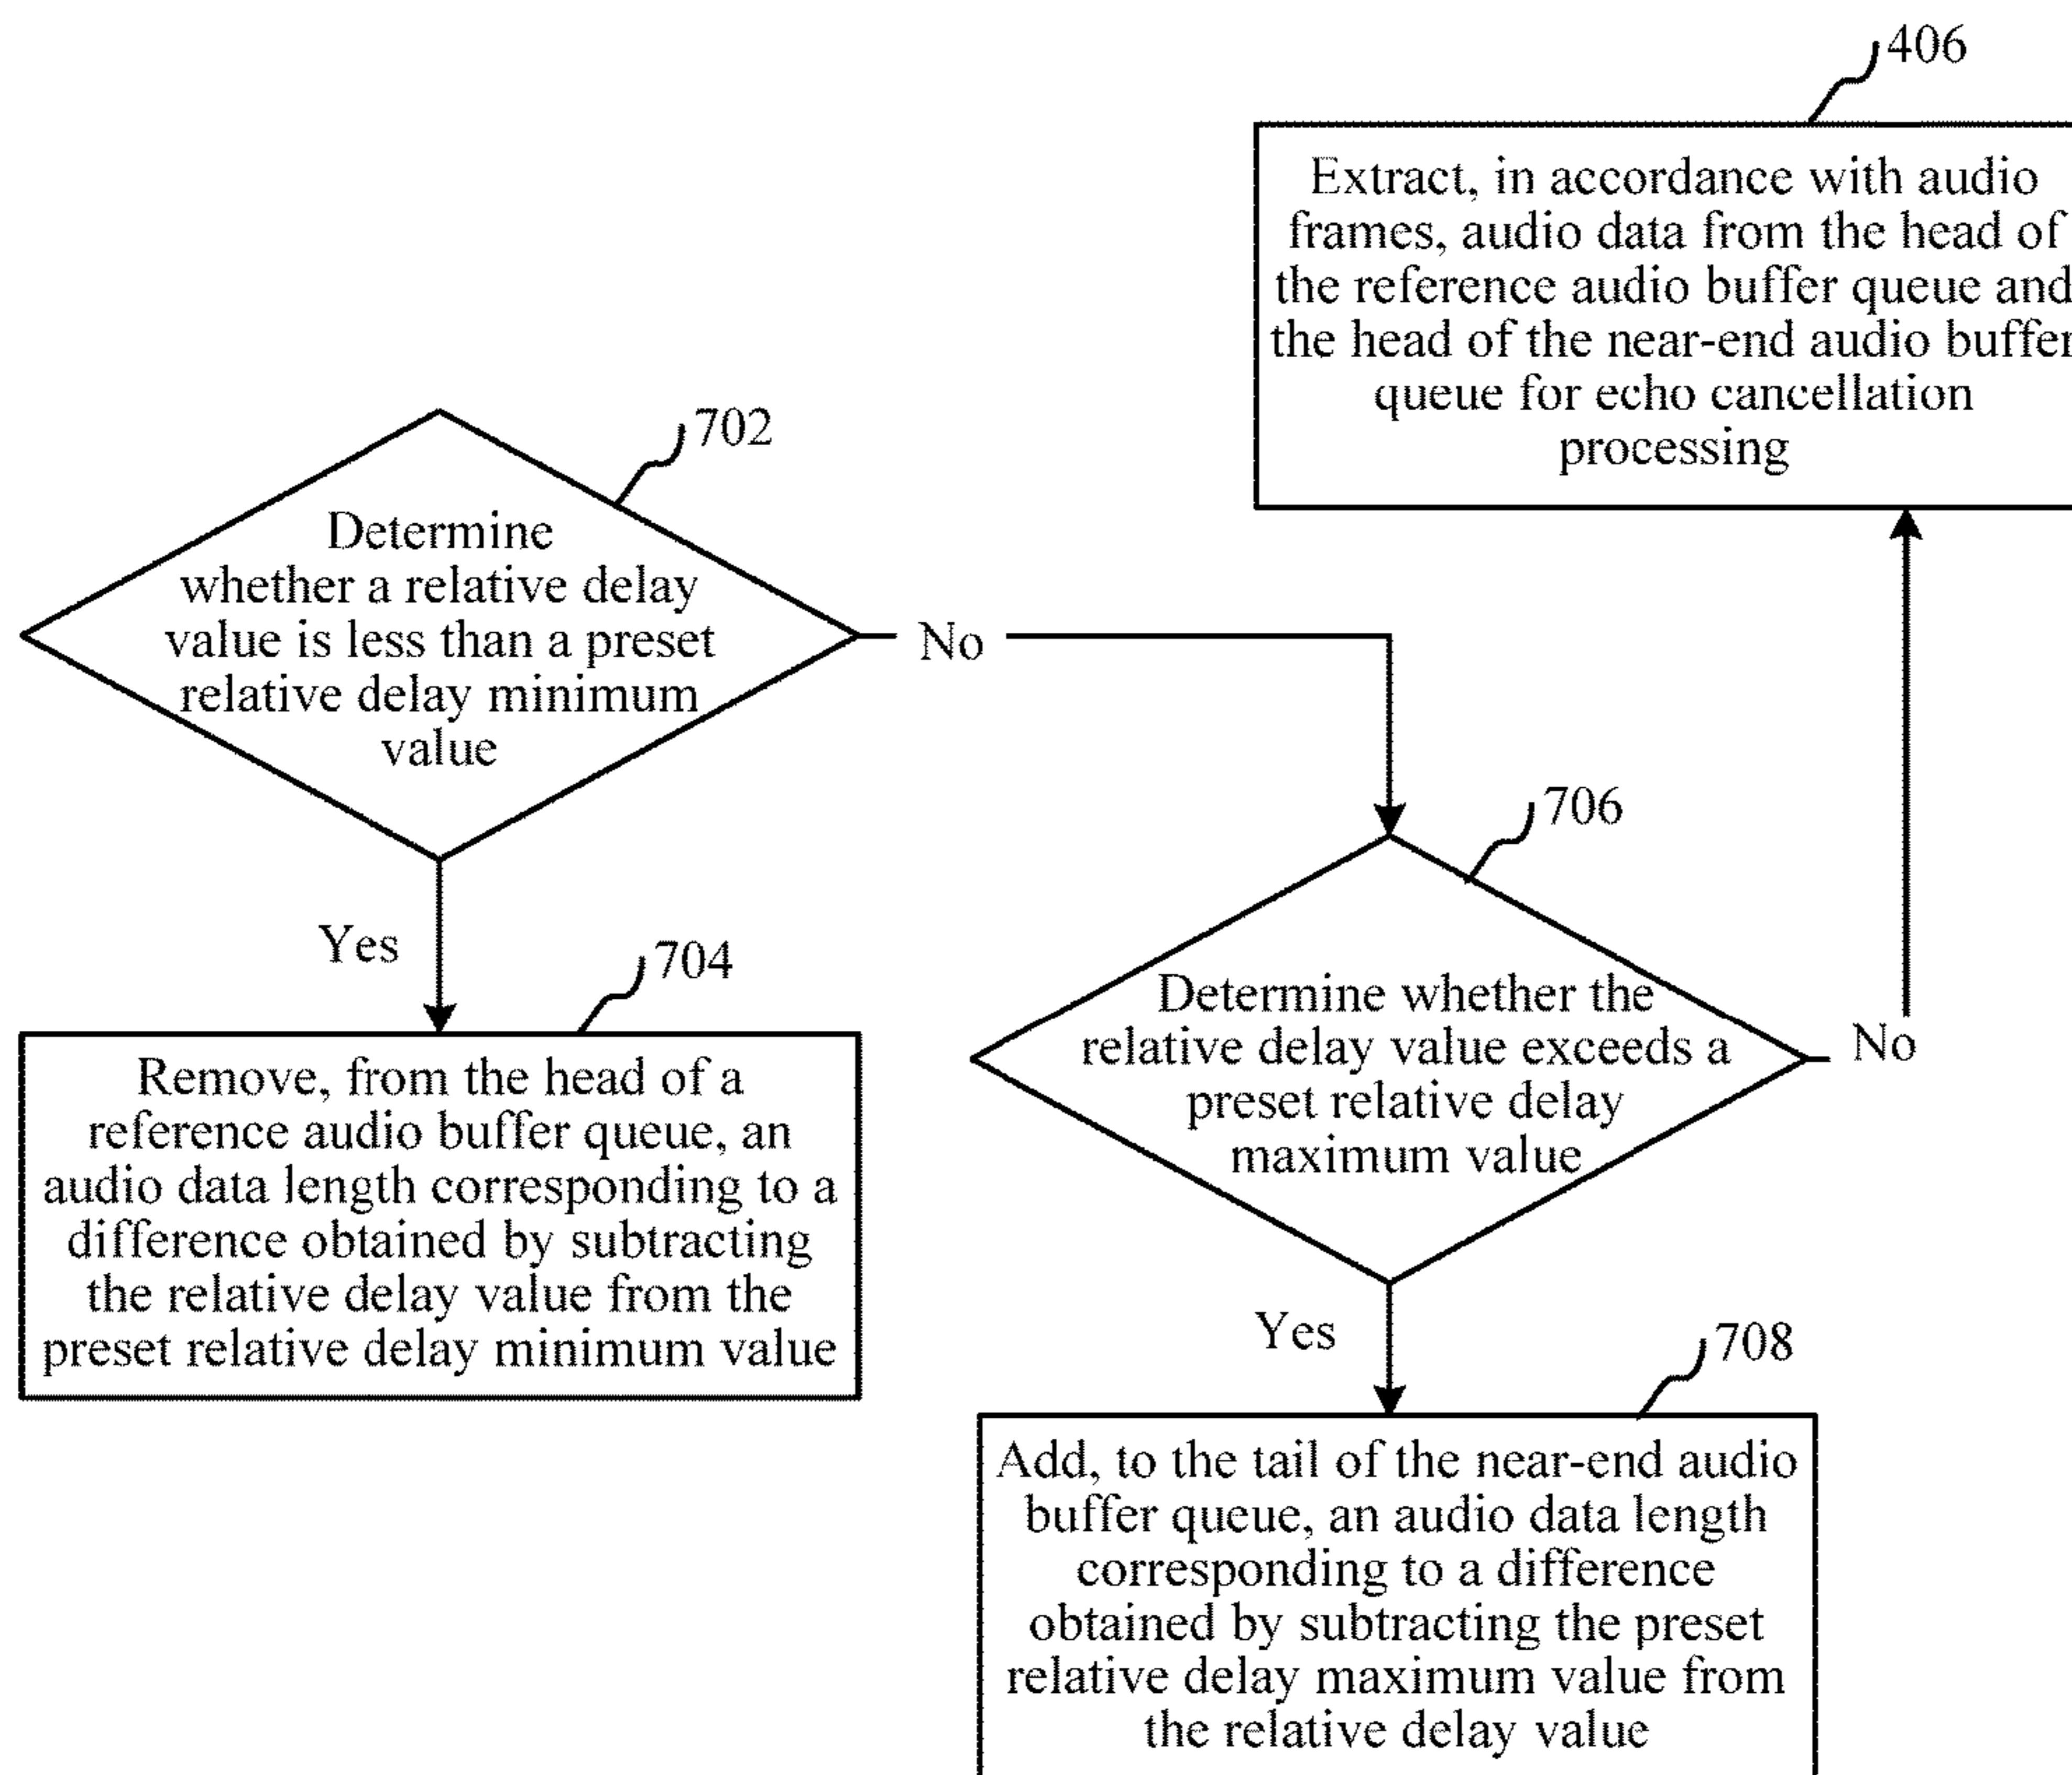 406
Extract, in accordance with audio
frames, audio data from the head of
the reference audio buffer queue and
the head of the near-end audio buffer
queue for echo cancellation
processing
702
Determine
whether a relative delay
value is less than a preset
relative delay minimum
value
No
Yes
704
Remove, from the head of a
reference audio buffer queue, an
audio data length corresponding to a
difference obtained by subtracting
the relative delay value from the
preset relative delay minimum value
706
Determine whether the
relative delay value exceeds a
preset relative delay
maximum value
No
Yes
708
Add, to the tail of the near-end audio
buffer queue, an audio data length
corresponding to a difference
obtained by subtracting the preset
relative delay maximum value from
the relative delay value